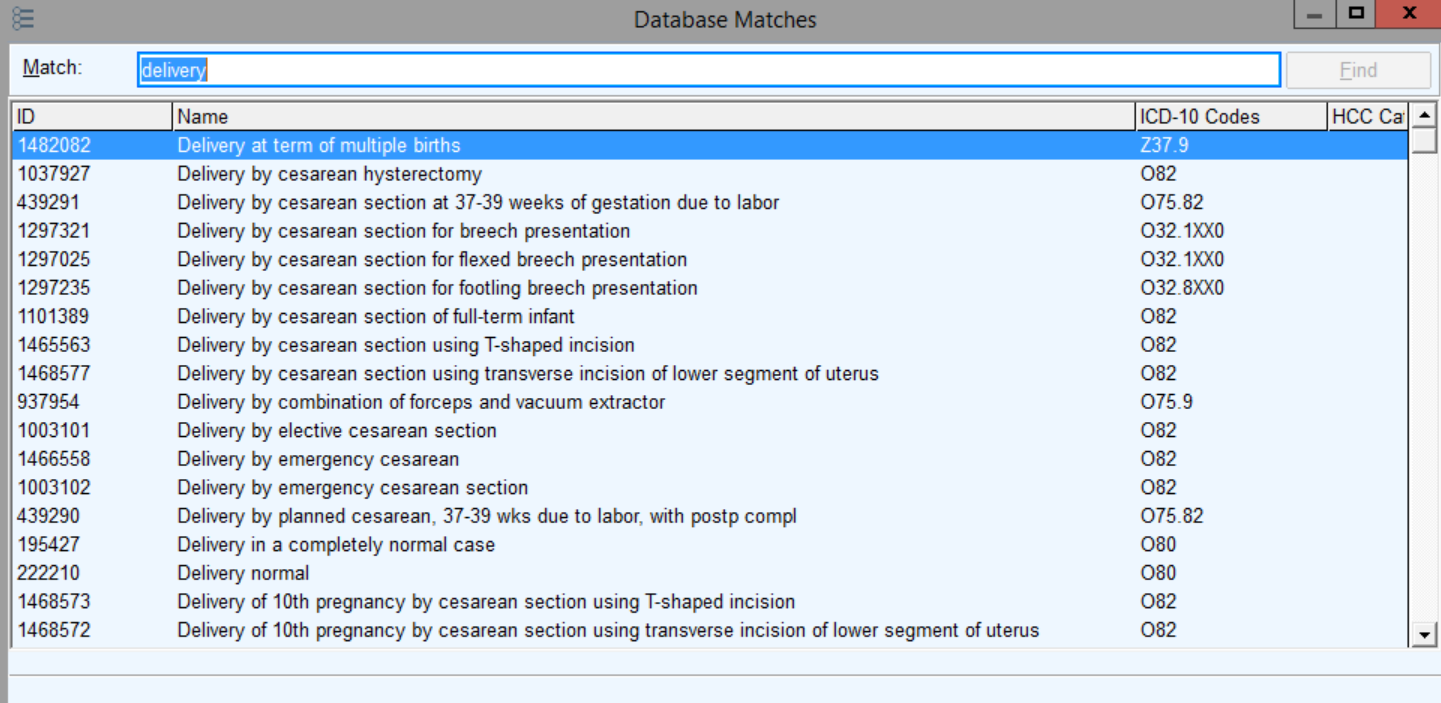 Database Matches
Match: delivery Find
ID Name ICD-10 Codes HCC Cat
1482082 Delivery at term of multiple births Z37.9
1037927 Delivery by cesarean hysterectomy O82
439291 Delivery by cesarean section at 37-39 weeks of gestation due to labor O75.82
1297321 Delivery by cesarean section for breech presentation O32.1XX0
1297025 Delivery by cesarean section for flexed breech presentation O32.1XX0
1297235 Delivery by cesarean section for footling breech presentation O32.8XX0
1101389 Delivery by cesarean section of full-term infant O82
1465563 Delivery by cesarean section using T-shaped incision O82
1468577 Delivery by cesarean section using transverse incision of lower segment of uterus O82
937954 Delivery by combination of forceps and vacuum extractor O75.9
1003101 Delivery by elective cesarean section O82
1466558 Delivery by emergency cesarean O82
1003102 Delivery by emergency cesarean section O82
439290 Delivery by planned cesarean, 37-39 wks due to labor, with postp compl O75.82
195427 Delivery in a completely normal case O80
222210 Delivery normal O80
1468573 Delivery of 10th pregnancy by cesarean section using T-shaped incision O82
1468572 Delivery of 10th pregnancy by cesarean section using transverse incision of lower segment of uterus O82